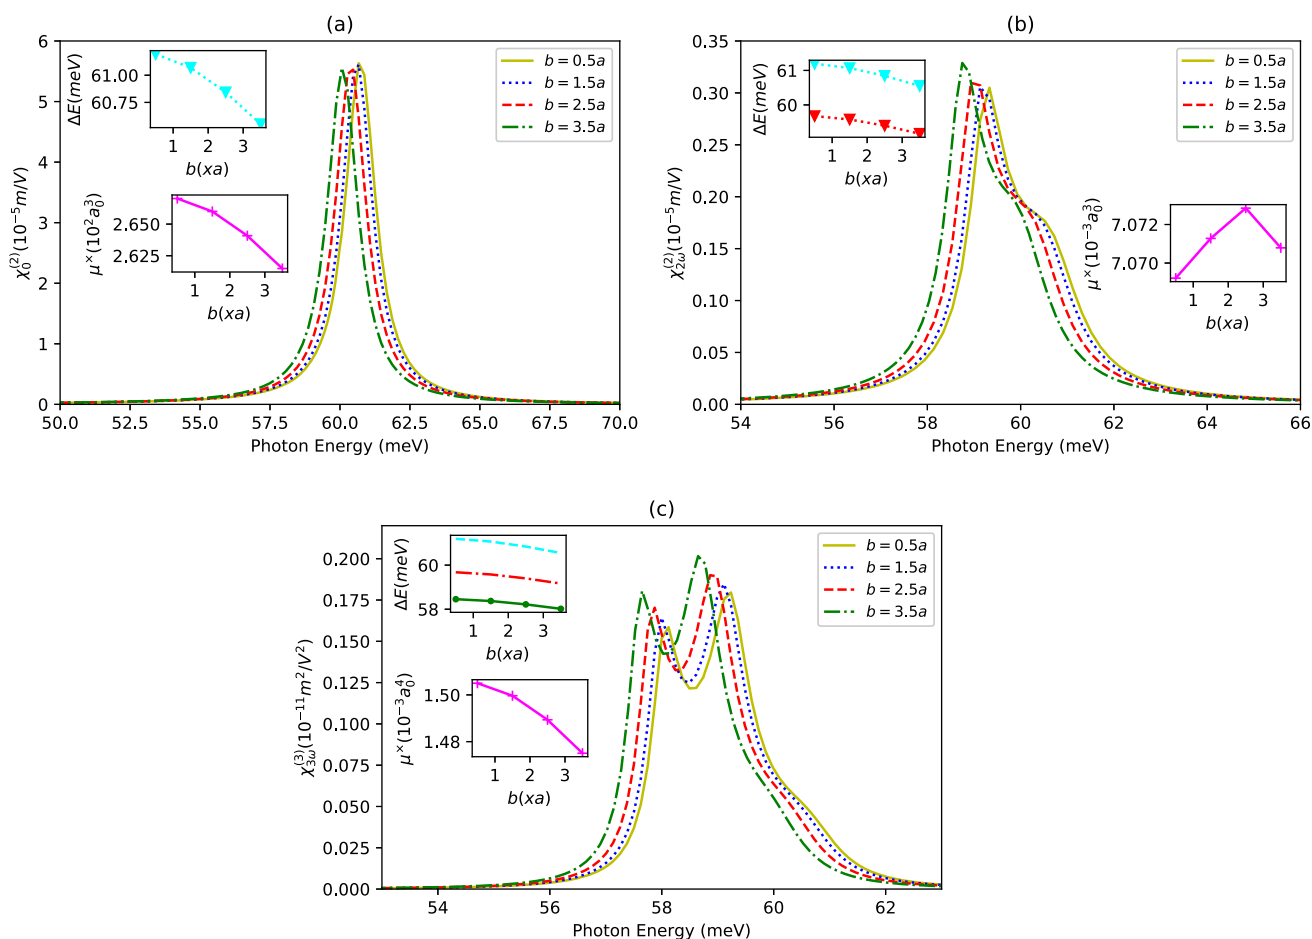 (a)
6
5
4
3
2
1
0
50.0
52.5
55.0
57.5
60.0
62.5
65.0
67.5
70.0
Photon Energy (meV)
χ₀⁽²⁾(10⁻⁵m/V)
b = 0.5a
b = 1.5a
b = 2.5a
b = 3.5a
ΔE(meV)
61.00
60.75
1 2 3
b(xa)
μˣ(10²a₀³)
2.650
2.625
1 2 3
b(xa)
(b)
0.35
0.30
0.25
0.20
0.15
0.10
0.05
0.00
54
56
58
60
62
64
66
Photon Energy (meV)
χ₂ω⁽²⁾(10⁻⁵m/V)
b = 0.5a
b = 1.5a
b = 2.5a
b = 3.5a
ΔE(meV)
61
60
1 2 3
b(xa)
μˣ(10⁻³a₀³)
7.072
7.070
1 2 3
b(xa)
(c)
0.200
0.175
0.150
0.125
0.100
0.075
0.050
0.025
0.000
54
56
58
60
62
Photon Energy (meV)
χ₃ω⁽³⁾(10⁻¹¹m²/V²)
b = 0.5a
b = 1.5a
b = 2.5a
b = 3.5a
ΔE(meV)
60
58
1 2 3
b(xa)
μˣ(10⁻³a₀⁴)
1.50
1.48
1 2 3
b(xa)